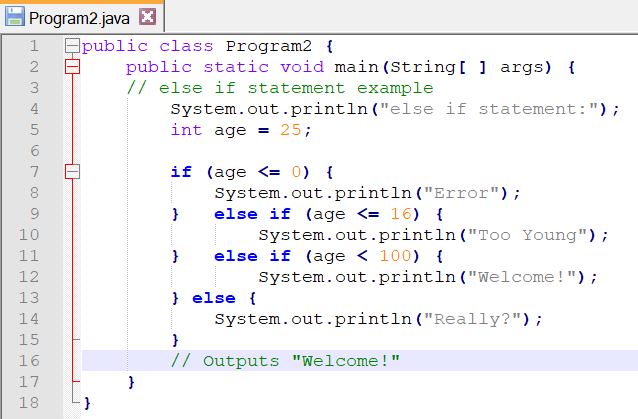 Program2.java
1 public class Program2 {
2     public static void main(String[ ] args) {
3     // else if statement example
4         System.out.println("else if statement:");
5         int age = 25;
6
7         if (age <= 0) {
8             System.out.println("Error");
9         }   else if (age <= 16) {
10                 System.out.println("Too Young");
11         }   else if (age < 100) {
12                 System.out.println("Welcome!");
13         } else {
14             System.out.println("Really?");
15         }
16         // Outputs "Welcome!"
17     }
18 }